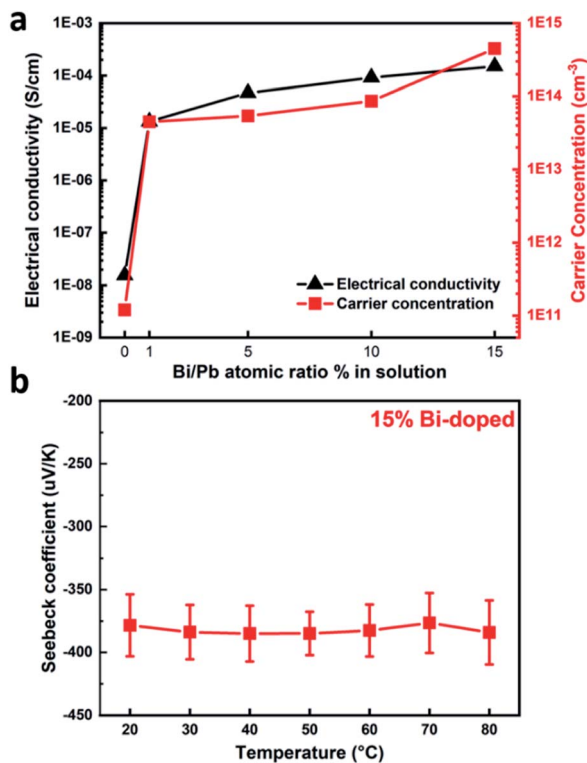 a
1E-03
1E-04
1E-05
1E-06
1E-07
1E-08
1E-09
Electrical conductivity (S/cm)
1E15
1E14
1E13
1E12
1E11
Carrier Concentration (cm⁻³)
Electrical conductivity
Carrier concentration
0 1 5 10 15
Bi/Pb atomic ratio % in solution
b
15% Bi-doped
-200
-250
-300
-350
-400
-450
Seebeck coefficient (uV/K)
20 30 40 50 60 70 80
Temperature (°C)